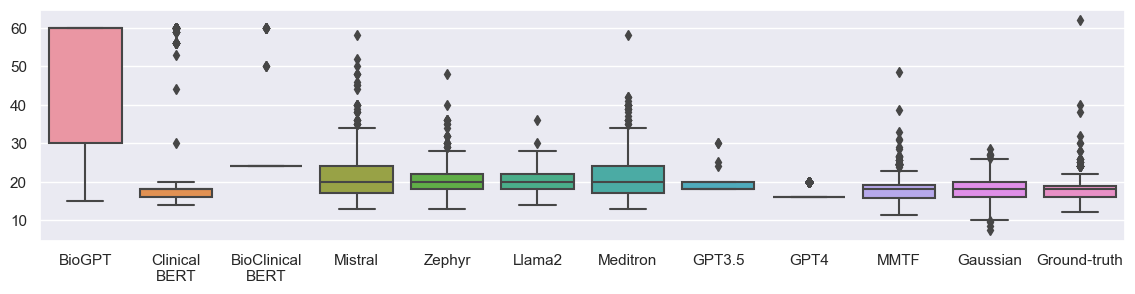 60
50
40
30
20
10
BioGPT
Clinical
BERT
BioClinical
BERT
Mistral
Zephyr
Llama2
Meditron
GPT3.5
GPT4
MMTF
Gaussian
Ground-truth